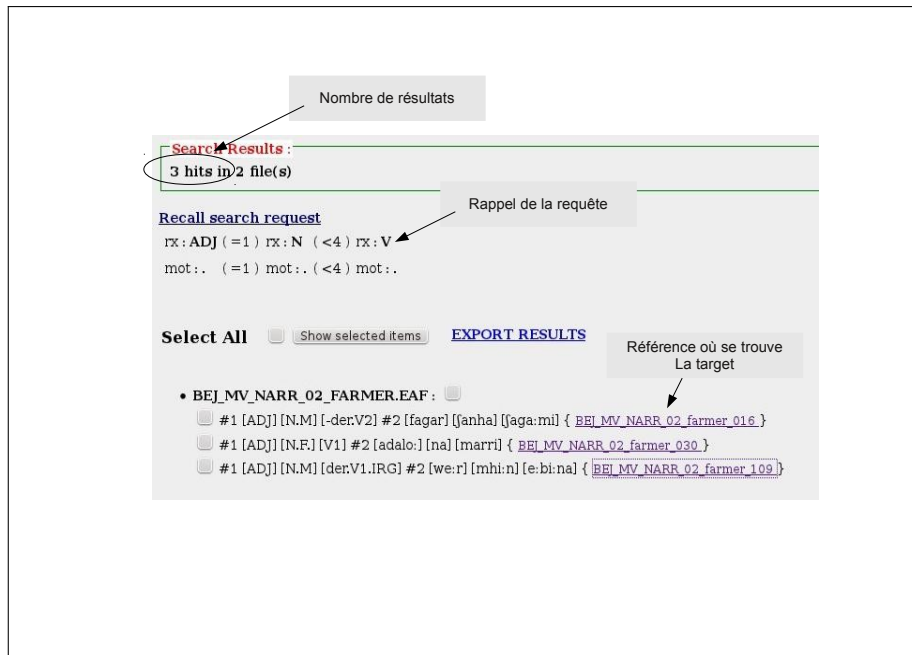 Nombre de résultats
Search Results :
3 hits in 2 file(s)
Rappel de la requête
Recall search request
rx : ADJ ( =1 ) rx : N ( <4 ) rx : V
mot : . ( =1 ) mot : . ( <4 ) mot : .
Select All Show selected items EXPORT RESULTS
Référence où se trouve
La target
• BEJ_MV_NARR_02_FARMER.EAF :
#1 [ADJ] [N.M] [-der.V2] #2 [fagar] [ʃanha] [ʃaga:mi] { BEJ_MV_NARR_02_farmer_016 }
#1 [ADJ] [N.F.] [V1] #2 [adalo:] [na] [marri] { BEJ_MV_NARR_02_farmer_030 }
#1 [ADJ] [N.M] [der.V1.IRG] #2 [we:r] [mhi:n] [e:bi:na] { BEJ_MV_NARR_02_farmer_109 }